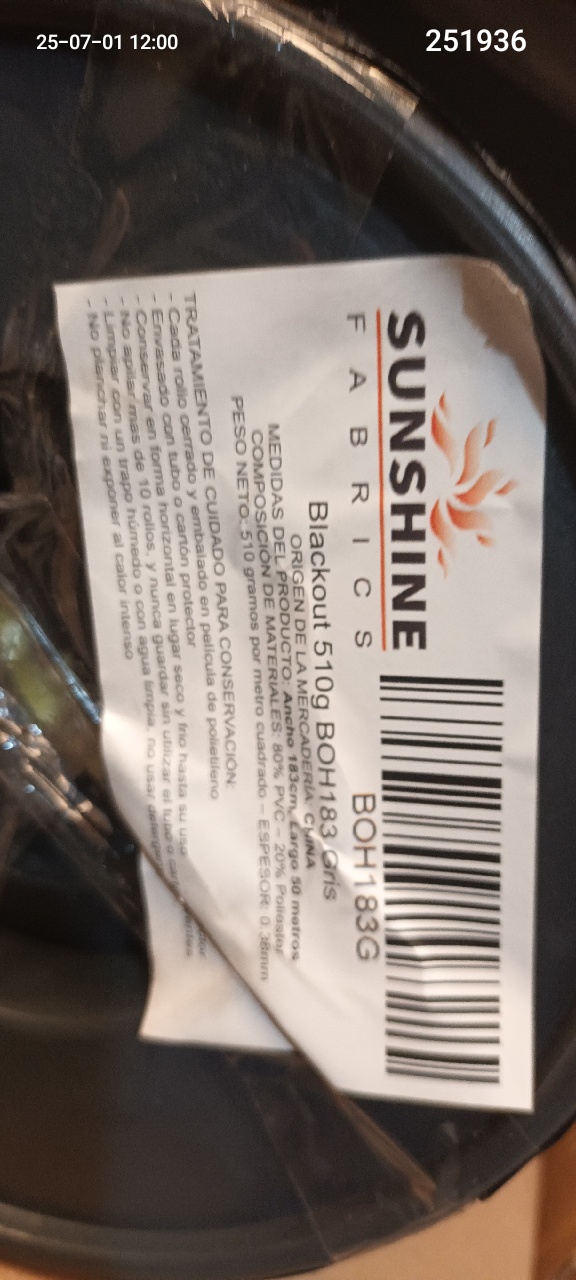 25-07-01 12:00
251936
SUNSHINE
FABRICS
BOH183G
Blackout 510g BOH183 Gris
ORIGEN DE LA MERCADERÍA: CHINA
MEDIDAS DEL PRODUCTO: Ancho 183cm, Largo 50 metros
COMPOSICIÓN DE MATERIALES: 80% PVC - 20% Poliester
PESO NETO: 510 gramos por metro cuadrado - ESPESOR: 0.38mm
TRATAMIENTO DE CUIDADO PARA CONSERVACIÓN:
- Cada rollo cerrado y embalado en película de polietileno
- Envasado con tubo o cartón protector
- Conservar en forma horizontal en lugar seco y frio hasta su uso
- No apilar mas de 10 rollos, y nunca guardar sin utilizar el tubo o
- Limpiar con un trapo húmedo o con agua limpia, no usar
- No planchar ni exponer al calor intenso